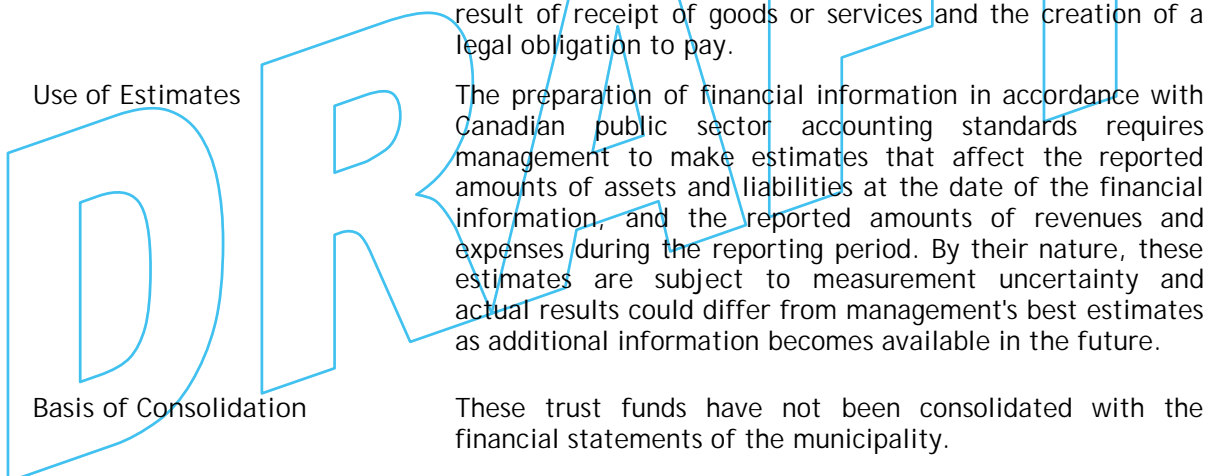 result of receipt of goods or services and the creation of a
legal obligation to pay.
Use of Estimates
The preparation of financial information in accordance with
Canadian public sector accounting standards requires
management to make estimates that affect the reported
amounts of assets and liabilities at the date of the financial
information, and the reported amounts of revenues and
expenses during the reporting period. By their nature, these
estimates are subject to measurement uncertainty and
actual results could differ from management's best estimates
as additional information becomes available in the future.
Basis of Consolidation
These trust funds have not been consolidated with the
financial statements of the municipality.
DRAFT